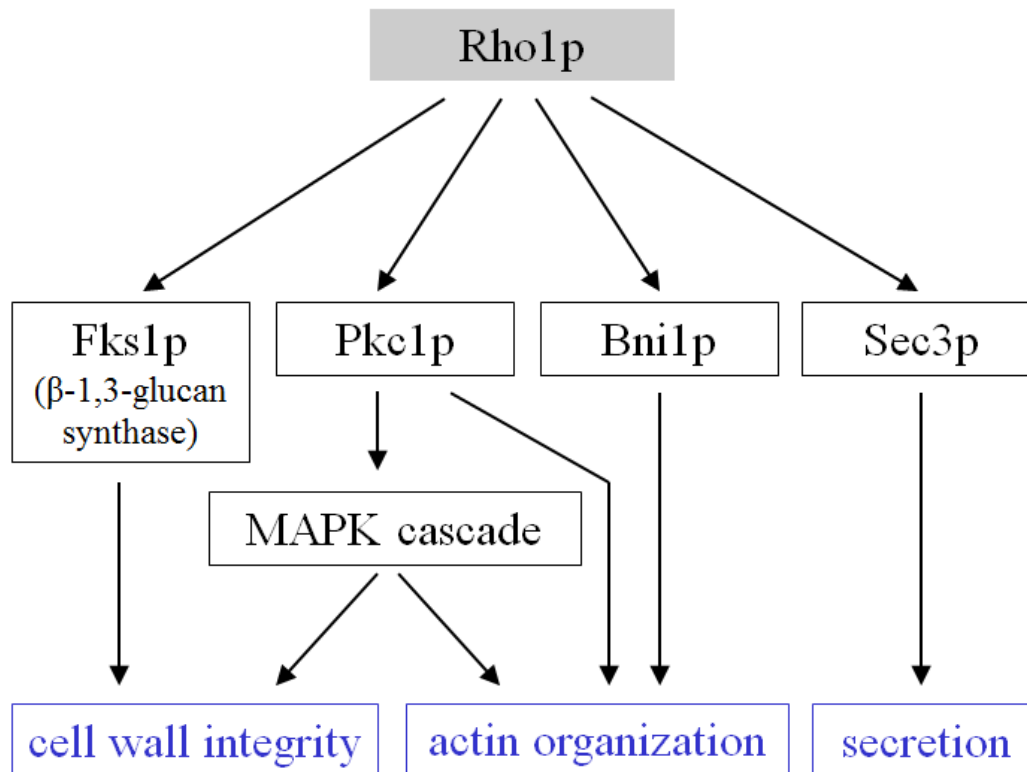 Rho1p
Fks1p
(β-1,3-glucan
synthase)
Pkc1p
Bni1p
Sec3p
MAPK cascade
cell wall integrity
actin organization
secretion